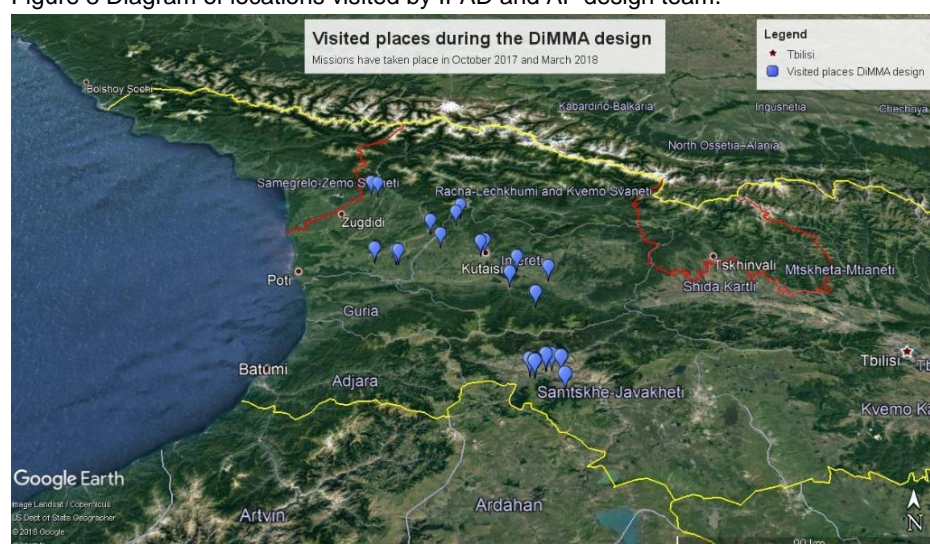 Figure 8 Diagram of locations visited by IFAD and AF design team.
Visited places during the DiMMA design
Missions have taken place in October 2017 and March 2018
Legend
Tbilisi
Visited places DiMMA design
Bolshoy Sochi
Kabardino-Balkaria
Ingushetia
Chechnya
North Ossetia-Alania
Samegrelo-Zemo Svaneti
Racha-Lechkhumi and Kvemo Svaneti
Zugdidi
Poti
Kutaisi
Imereti
Tskhinvali
Mtskheta-Mtianeti
Shida Kartli
Guria
Tbilisi
Batumi
Adjara
Samtskhe-Javakheti
Kvemo
Google Earth
Image Landsat / Copernicus
US Dept of State Geographer
© 2018 Google
Artvin
Ardahan
N
90 km